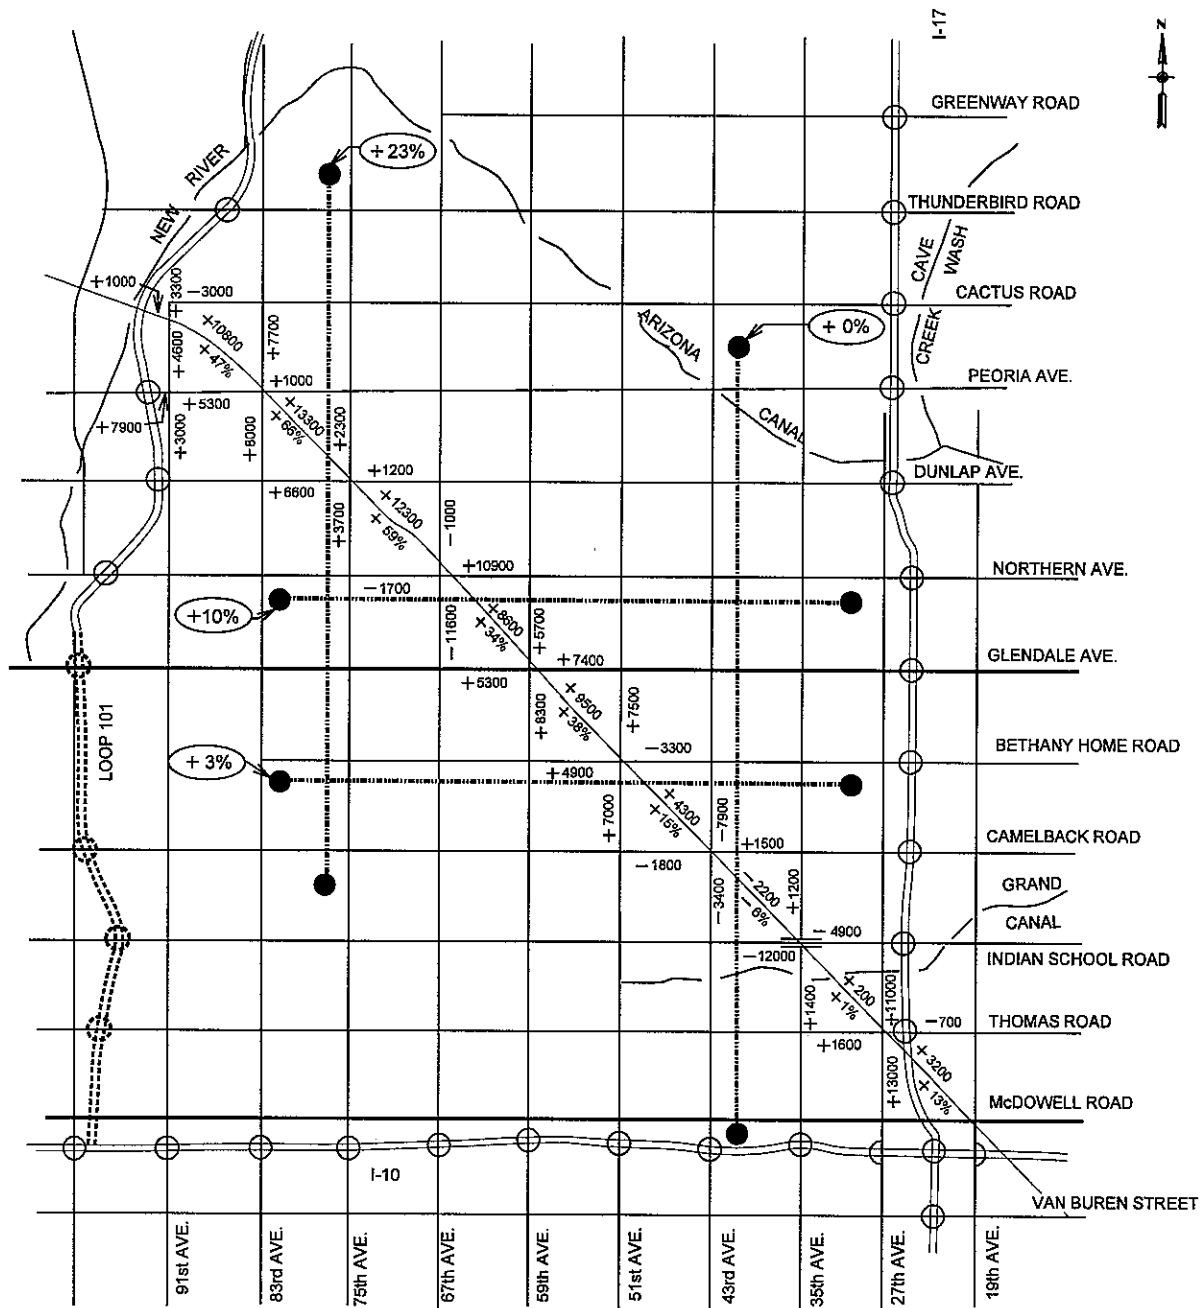 I-17
N
GREENWAY ROAD
+ 23%
NEW RIVER
THUNDERBIRD ROAD
CAVE
WASH
CREEK
+1000
+3300
-3000
CACTUS ROAD
+10800
+47%
+4600
+7700
ARIZONA
CANAL
+ 0%
+1000
PEORIA AVE.
+5300
+7900
+3000
+8000
+13300
+66%
+2300
+1200
DUNLAP AVE.
+6600
+3700
+12300
+59%
-1000
+10900
NORTHERN AVE.
-1700
+10%
-11600
+8600
+34%
+5700
+7400
GLENDALE AVE.
+5300
+9500
+38%
+8300
+7500
LOOP 101
-3300
BETHANY HOME ROAD
+ 3%
+4900
+4300
+15%
+7000
-7900
+1500
CAMELBACK ROAD
-1800
-3400
-2200
-6%
+1200
GRAND
CANAL
-4900
-12000
INDIAN SCHOOL ROAD
+200
+1%
+1400
+11000
-700
THOMAS ROAD
+1600
+3200
+13%
+13000
McDOWELL ROAD
I-10
VAN BUREN STREET
91st AVE.
83rd AVE.
75th AVE.
67th AVE.
59th AVE.
51st AVE.
43rd AVE.
35th AVE.
27th AVE.
19th AVE.